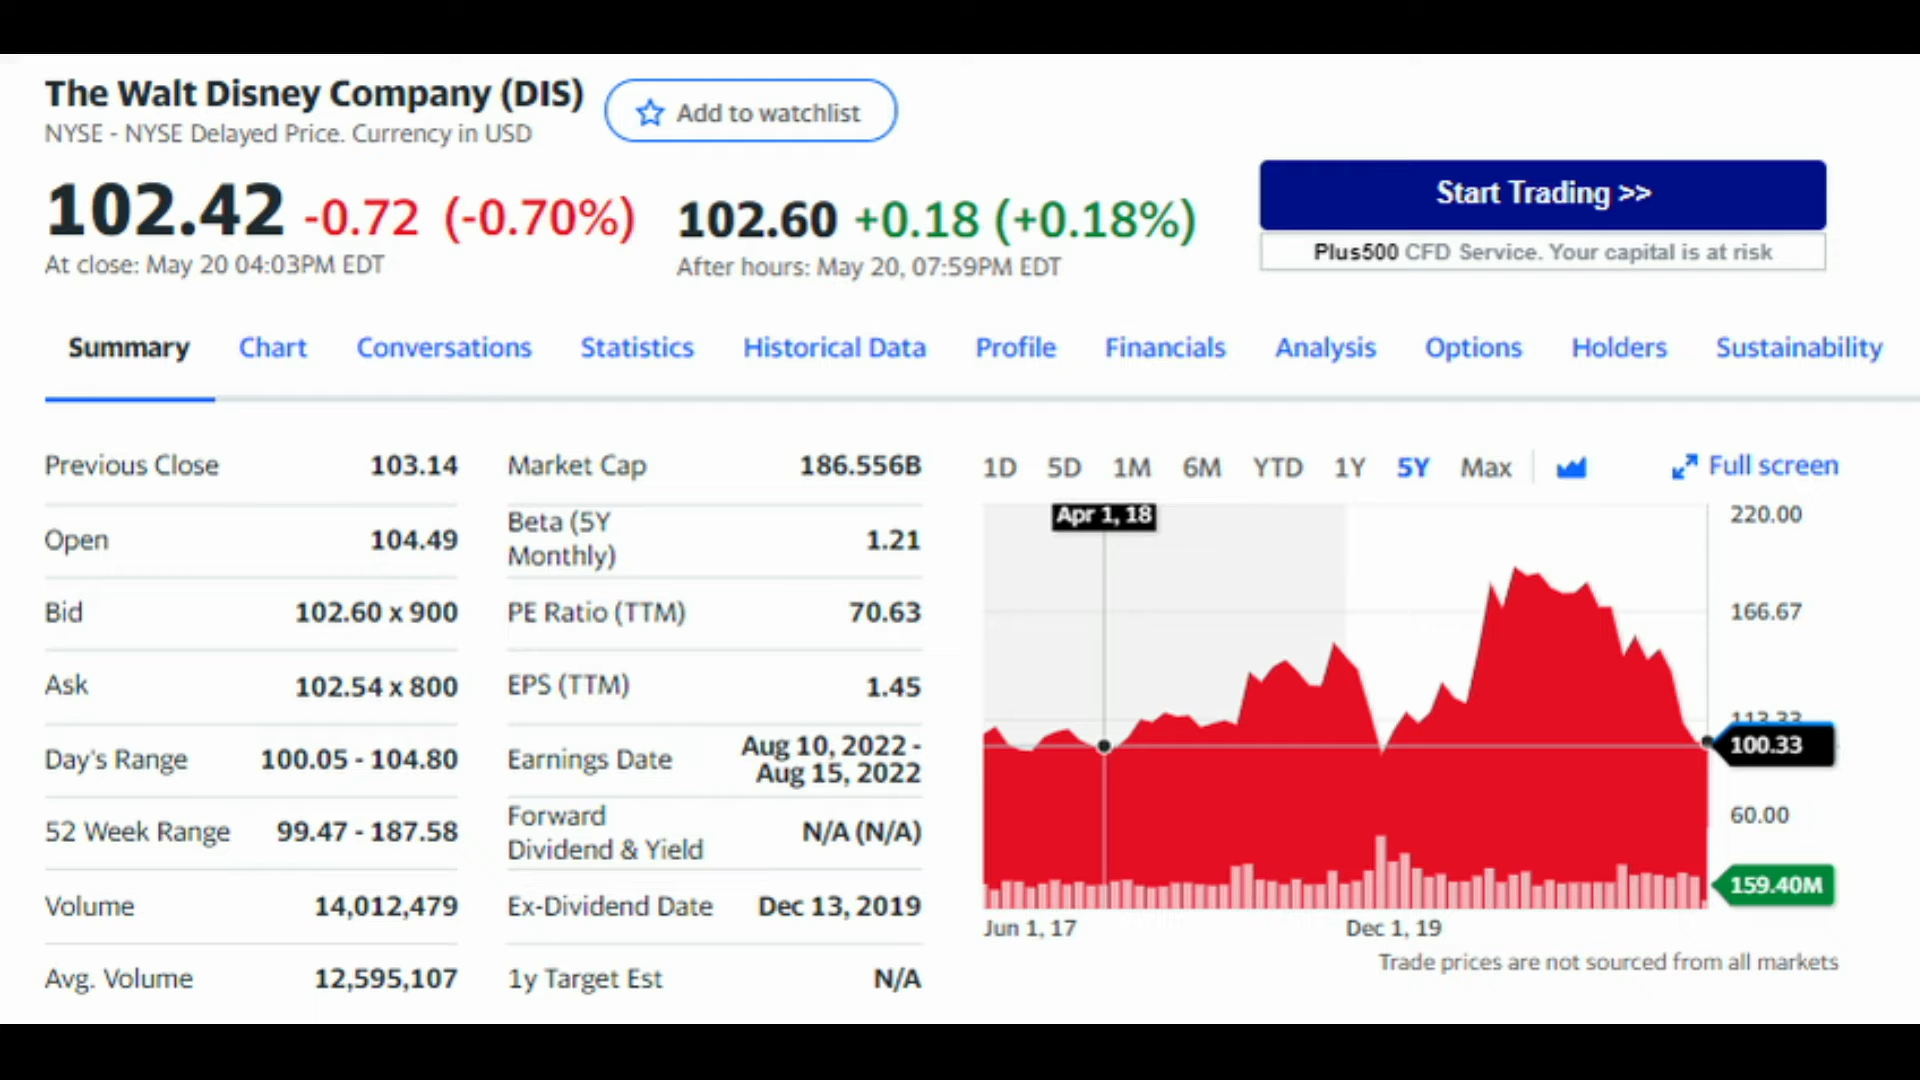 The Walt Disney Company (DIS)
Add to watchlist
NYSE - NYSE Delayed Price. Currency in USD
102.42 -0.72 (-0.70%)
At close: May 20 04:03PM EDT
102.60 +0.18 (+0.18%)
After hours: May 20, 07:59PM EDT
Start Trading >>
Plus500 CFD Service. Your capital is at risk
Summary Chart Conversations Statistics Historical Data Profile Financials Analysis Options Holders Sustainability
Previous Close 103.14
Open 104.49
Bid 102.60 x 900
Ask 102.54 x 800
Day's Range 100.05 - 104.80
52 Week Range 99.47 - 187.58
Volume 14,012,479
Avg. Volume 12,595,107
Market Cap 186.556B
Beta (5Y
Monthly) 1.21
PE Ratio (TTM) 70.63
EPS (TTM) 1.45
Earnings Date Aug 10, 2022 -
Aug 15, 2022
Forward
Dividend & Yield N/A (N/A)
Ex-Dividend Date Dec 13, 2019
1y Target Est N/A
1D 5D 1M 6M YTD 1Y 5Y Max Full screen
Apr 1, 18
220.00
166.67
113.33
100.33
60.00
159.40M
Jun 1, 17 Dec 1, 19
Trade prices are not sourced from all markets